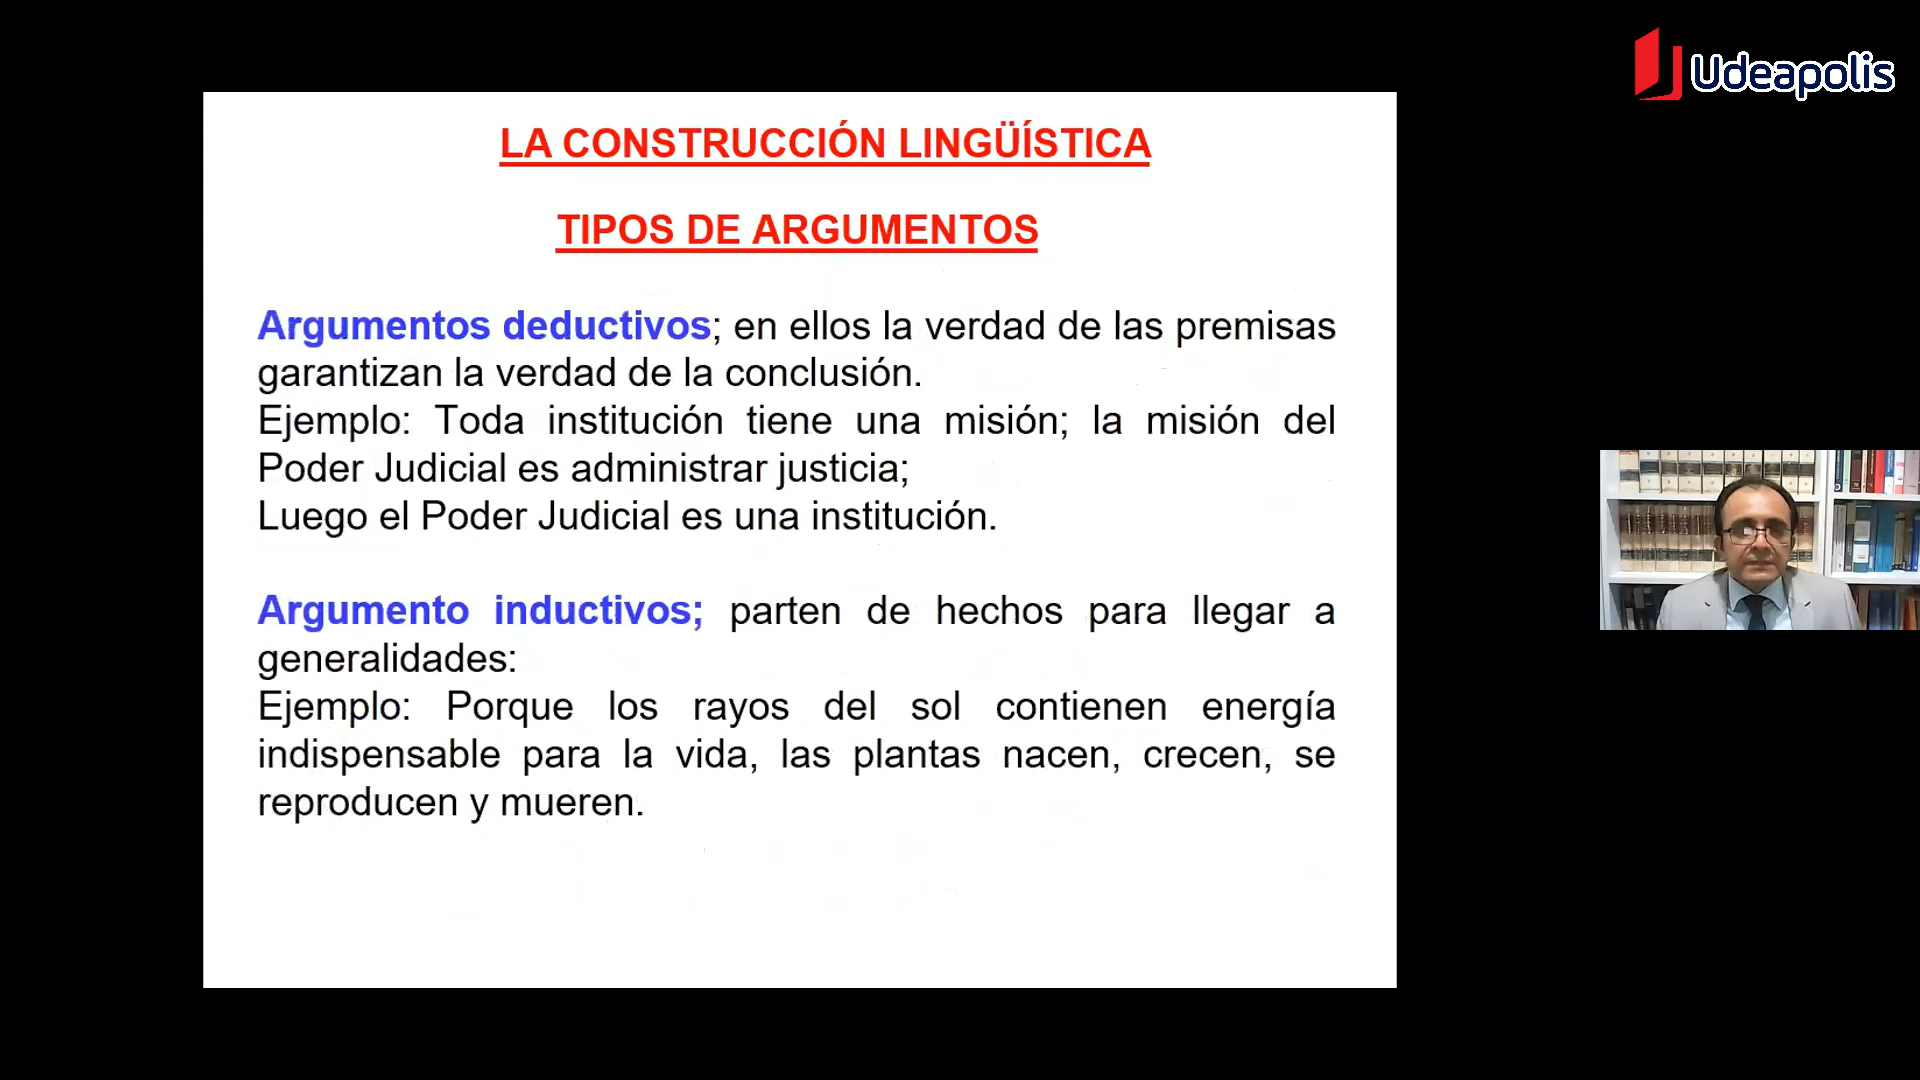 Udeapolis
LA CONSTRUCCIÓN LINGÜÍSTICA
TIPOS DE ARGUMENTOS
Argumentos deductivos; en ellos la verdad de las premisas
garantizan la verdad de la conclusión.
Ejemplo: Toda institución tiene una misión; la misión del
Poder Judicial es administrar justicia;
Luego el Poder Judicial es una institución.
Argumento inductivos; parten de hechos para llegar a
generalidades:
Ejemplo: Porque los rayos del sol contienen energía
indispensable para la vida, las plantas nacen, crecen, se
reproducen y mueren.